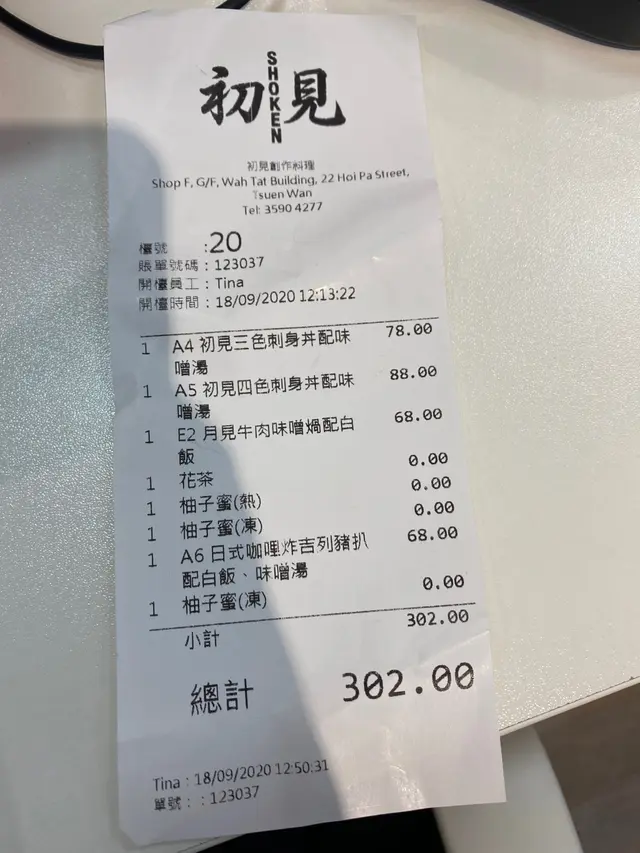 初見
SHOKEN
初見創作料理
Shop F, G/F, Wah Tat Building, 22 Hoi Pa Street,
Tsuen Wan
Tel: 3590 4277
檯號 :20
賬單號碼：123037
開檯員工：Tina
開檯時間：18/09/2020 12:13:22
1 A4 初見三色刺身丼配味 78.00
噌湯
1 A5 初見四色刺身丼配味 88.00
噌湯
1 E2 月見牛肉味噌煱配白 68.00
飯
1 花茶 0.00
1 柚子蜜(熱) 0.00
1 柚子蜜(凍) 0.00
1 A6 日式咖哩炸吉列豬扒 68.00
配白飯、味噌湯
1 柚子蜜(凍) 0.00
小計 302.00
總計 302.00
Tina：18/09/2020 12:50:31
單號：：123037